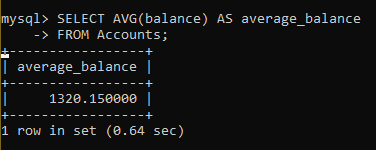 mysql> SELECT AVG(balance) AS average_balance
    -> FROM Accounts;
+-----------------+
| average_balance |
+-----------------+
|     1320.150000 |
+-----------------+
1 row in set (0.64 sec)